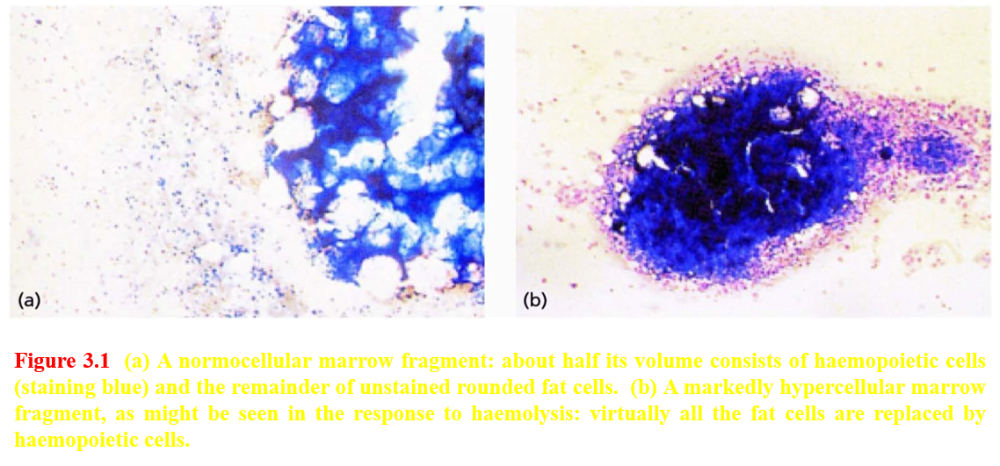 (a)
(b)
Figure 3.1 (a) A normocellular marrow fragment: about half its volume consists of haemopoietic cells
(staining blue) and the remainder of unstained rounded fat cells. (b) A markedly hypercellular marrow
fragment, as might be seen in the response to haemolysis: virtually all the fat cells are replaced by
haemopoietic cells.